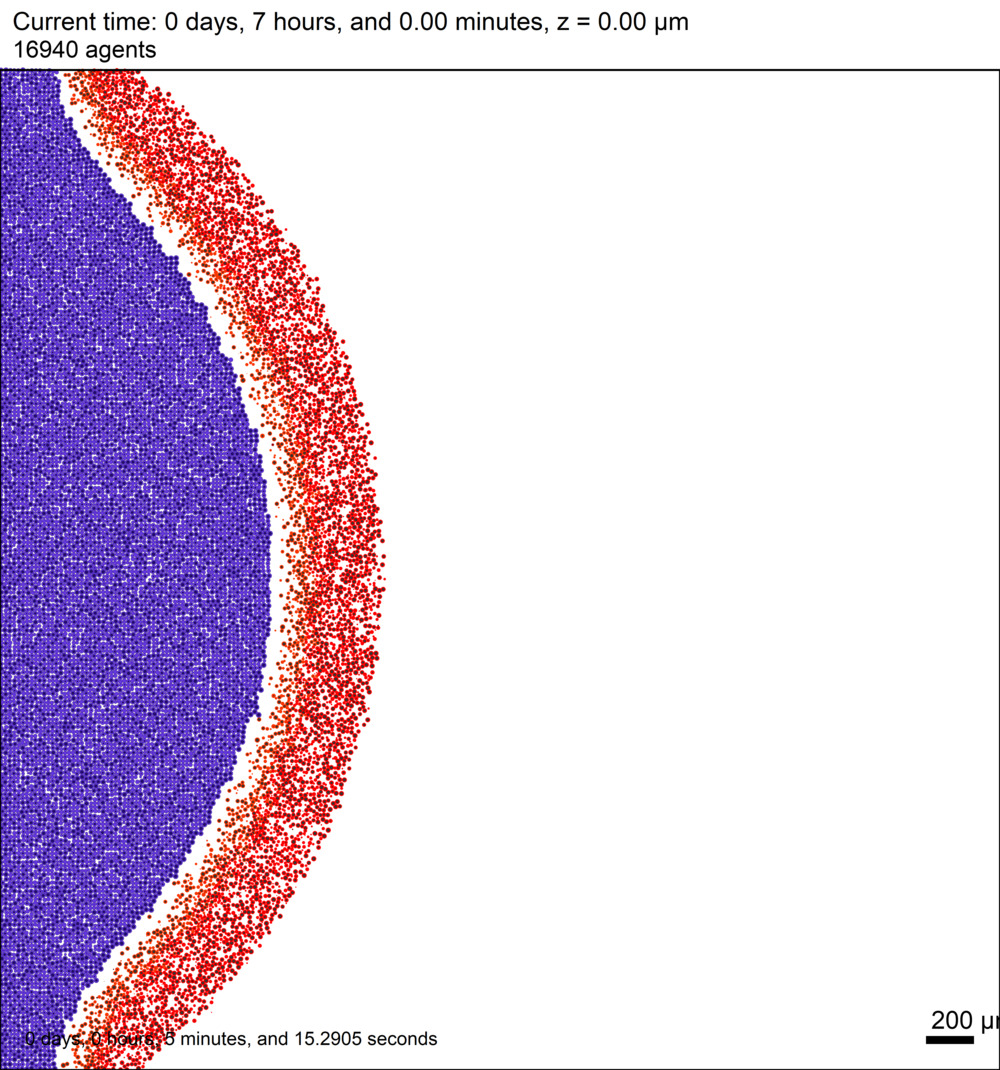 Current time: 0 days, 7 hours, and 0.00 minutes, z = 0.00 µm
16940 agents
200 µ
0 days, 0 hours, 5 minutes, and 15.2905 seconds